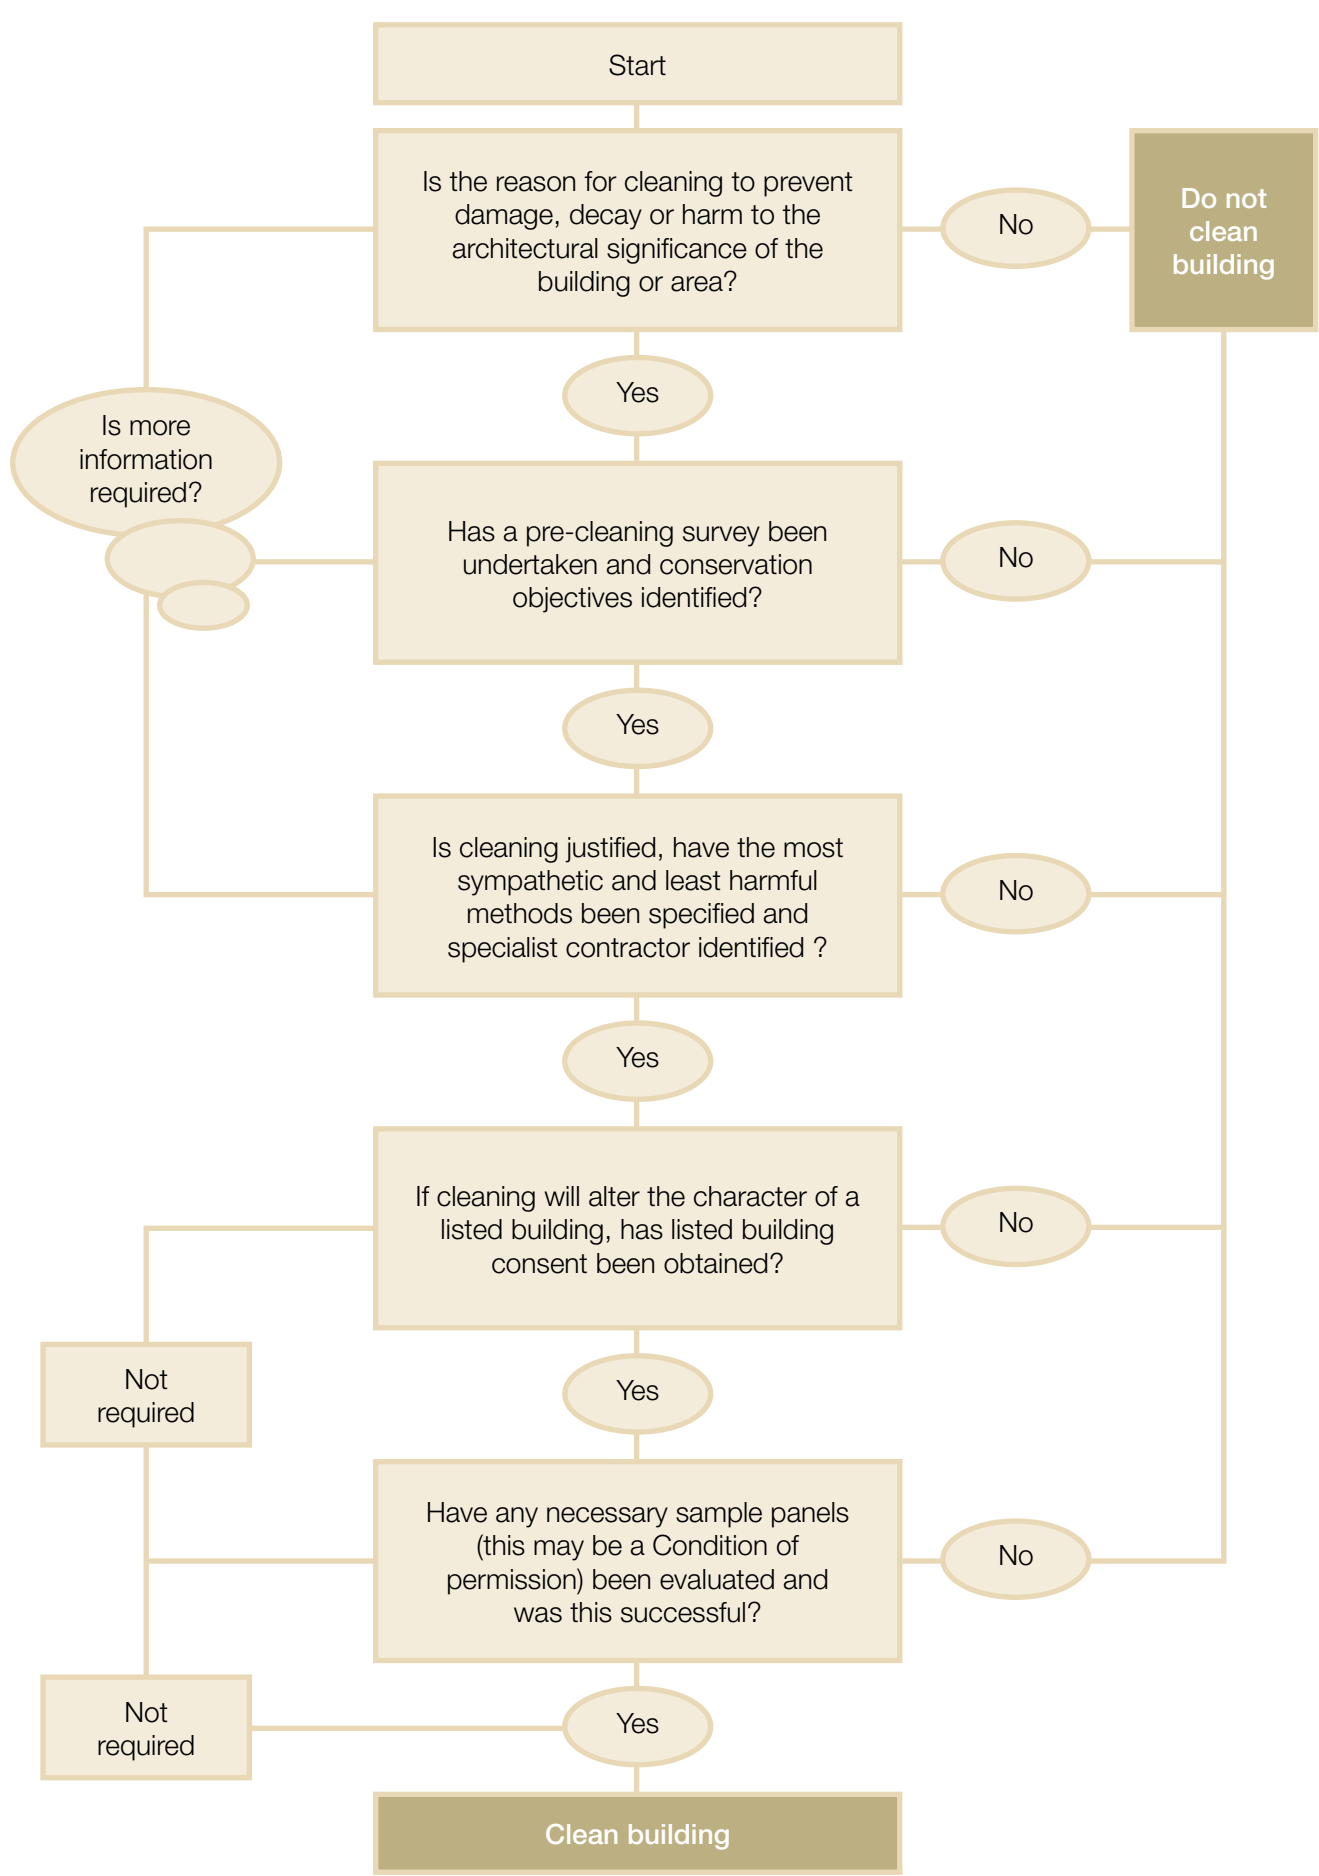 Start
Is the reason for cleaning to prevent
damage, decay or harm to the
architectural significance of the
building or area?
No
Do not
clean
building
Yes
Is more
information
required?
Has a pre-cleaning survey been
undertaken and conservation
objectives identified?
No
Yes
Is cleaning justified, have the most
sympathetic and least harmful
methods been specified and
specialist contractor identified ?
No
Yes
If cleaning will alter the character of a
listed building, has listed building
consent been obtained?
No
Not
required
Yes
Have any necessary sample panels
(this may be a Condition of
permission) been evaluated and
was this successful?
No
Not
required
Yes
Clean building